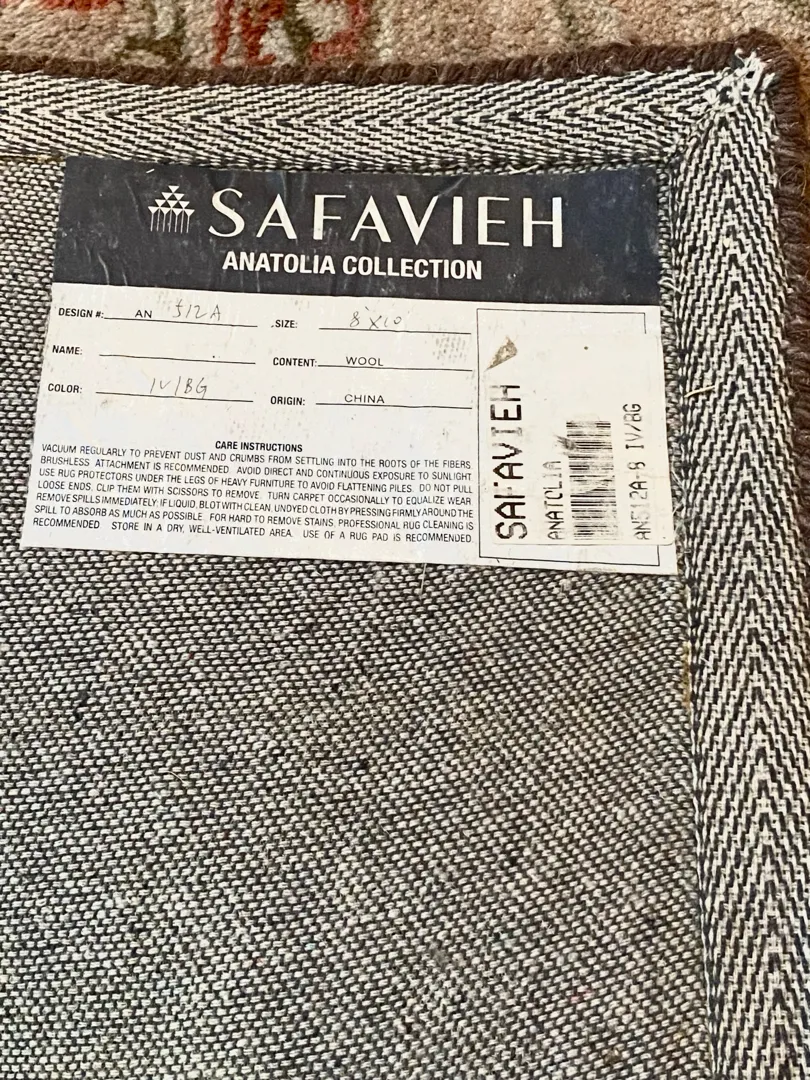 SAFAVIEH
ANATOLIA COLLECTION
DESIGN #: AN 512A
SIZE: 8'X10'
NAME:
CONTENT: WOOL
COLOR: IV/BG
ORIGIN: CHINA
CARE INSTRUCTIONS
VACUUM REGULARLY TO PREVENT DUST AND CRUMBS FROM SETTLING INTO THE ROOTS OF THE FIBERS.
BRUSHLESS ATTACHMENT IS RECOMMENDED. AVOID DIRECT AND CONTINUOUS EXPOSURE TO SUNLIGHT.
USE RUG PROTECTORS UNDER THE LEGS OF HEAVY FURNITURE TO AVOID FLATTENING PILES. DO NOT PULL
LOOSE ENDS, CLIP THEM WITH SCISSORS TO REMOVE. TURN CARPET OCCASIONALLY TO EQUALIZE WEAR.
REMOVE SPILLS IMMEDIATELY: IF LIQUID, BLOT WITH CLEAN, UNDYED CLOTH BY PRESSING FIRMLY AROUND THE
SPILL TO ABSORB AS MUCH AS POSSIBLE. FOR HARD TO REMOVE STAINS, PROFESSIONAL RUG CLEANING IS
RECOMMENDED. STORE IN A DRY, WELL-VENTILATED AREA. USE OF A RUG PAD IS RECOMMENDED.
SAFAVIEH
ANATOLIA
AN512A-8 IV/BG